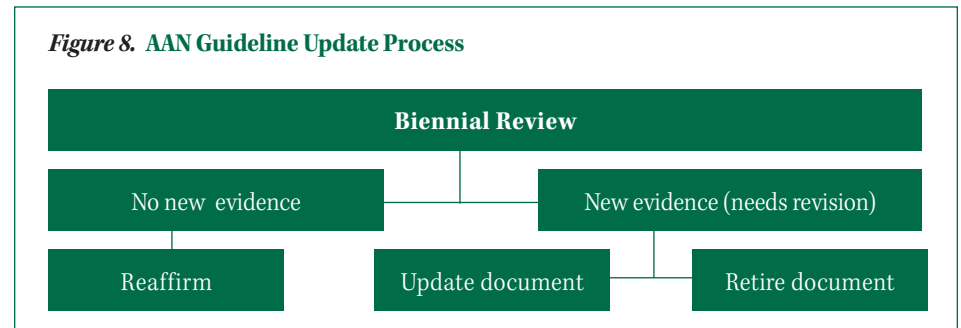 Figure 8. AAN Guideline Update Process
Biennial Review
No new evidence
New evidence (needs revision)
Reaffirm
Update document
Retire document